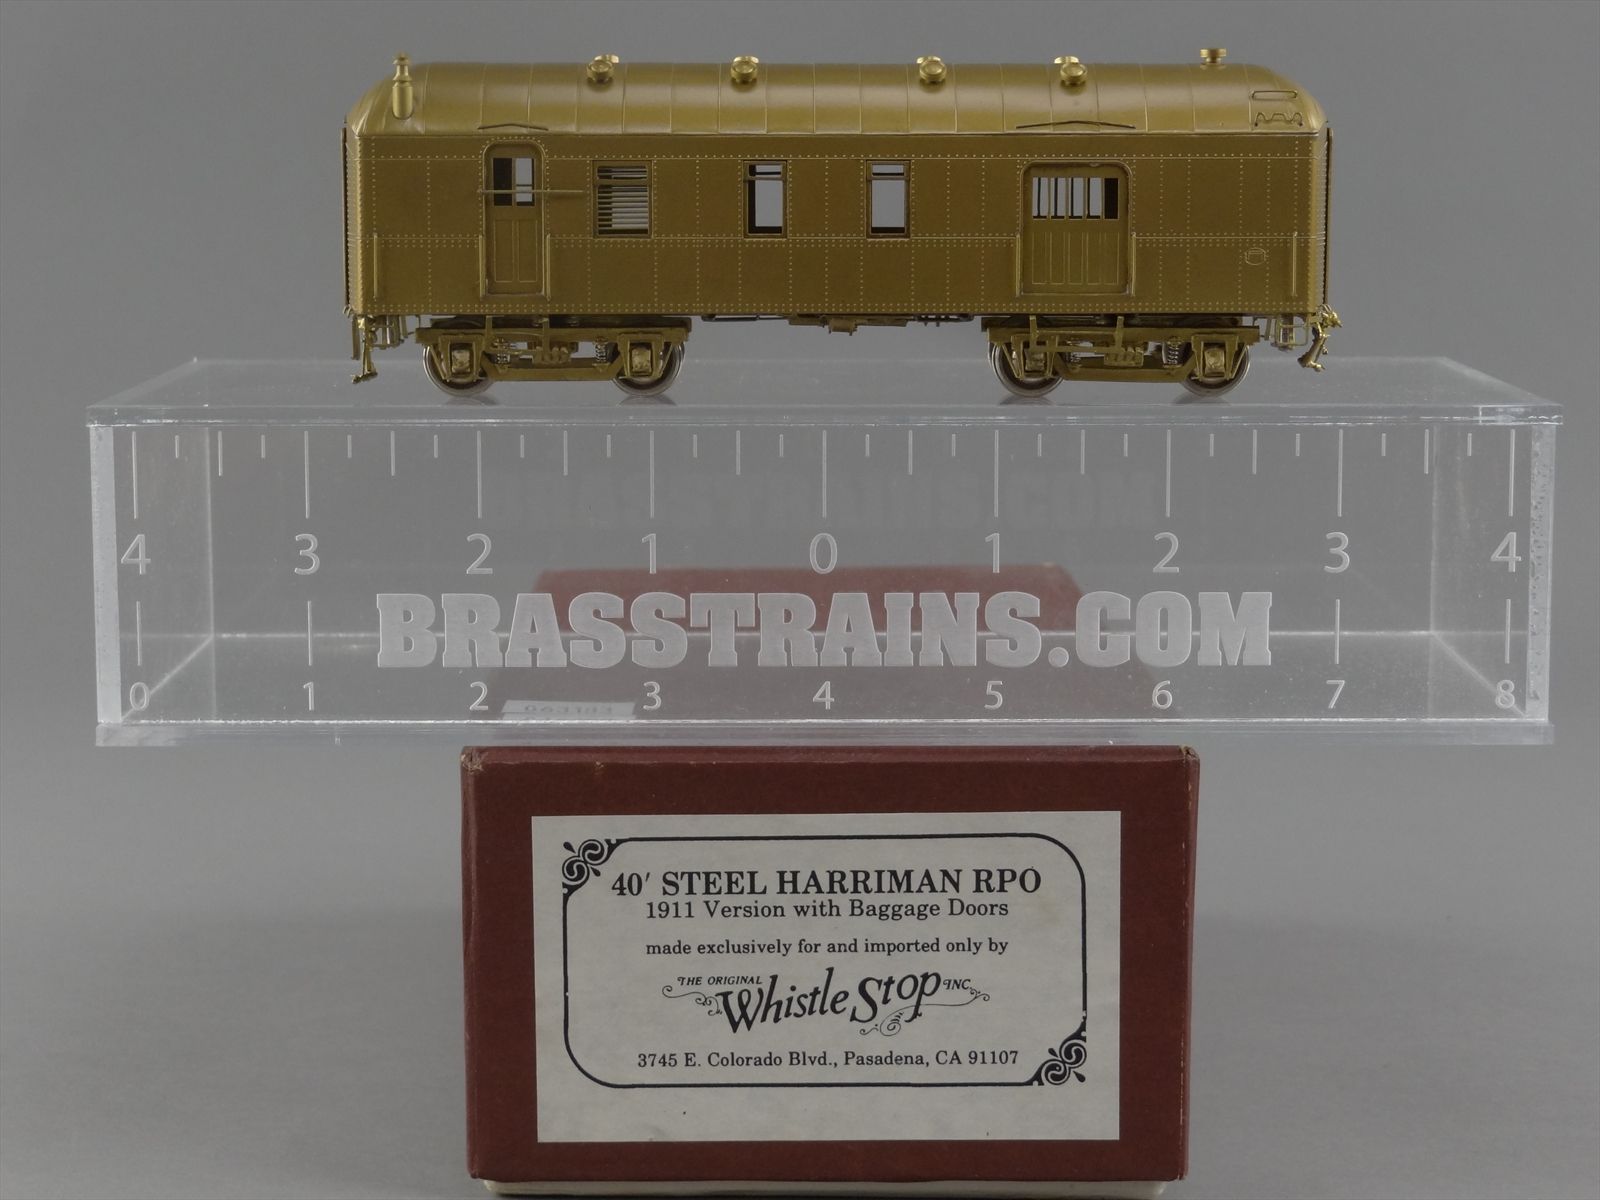 4 3 2 1 0 1 2 3 4
BRASSTRAINS.COM
0 1 2 3 4 5 6 7 8
40' STEEL HARRIMAN RPO
1911 Version with Baggage Doors
made exclusively for and imported only by
THE ORIGINAL Whistle Stop INC.
3745 E. Colorado Blvd., Pasadena, CA 91107